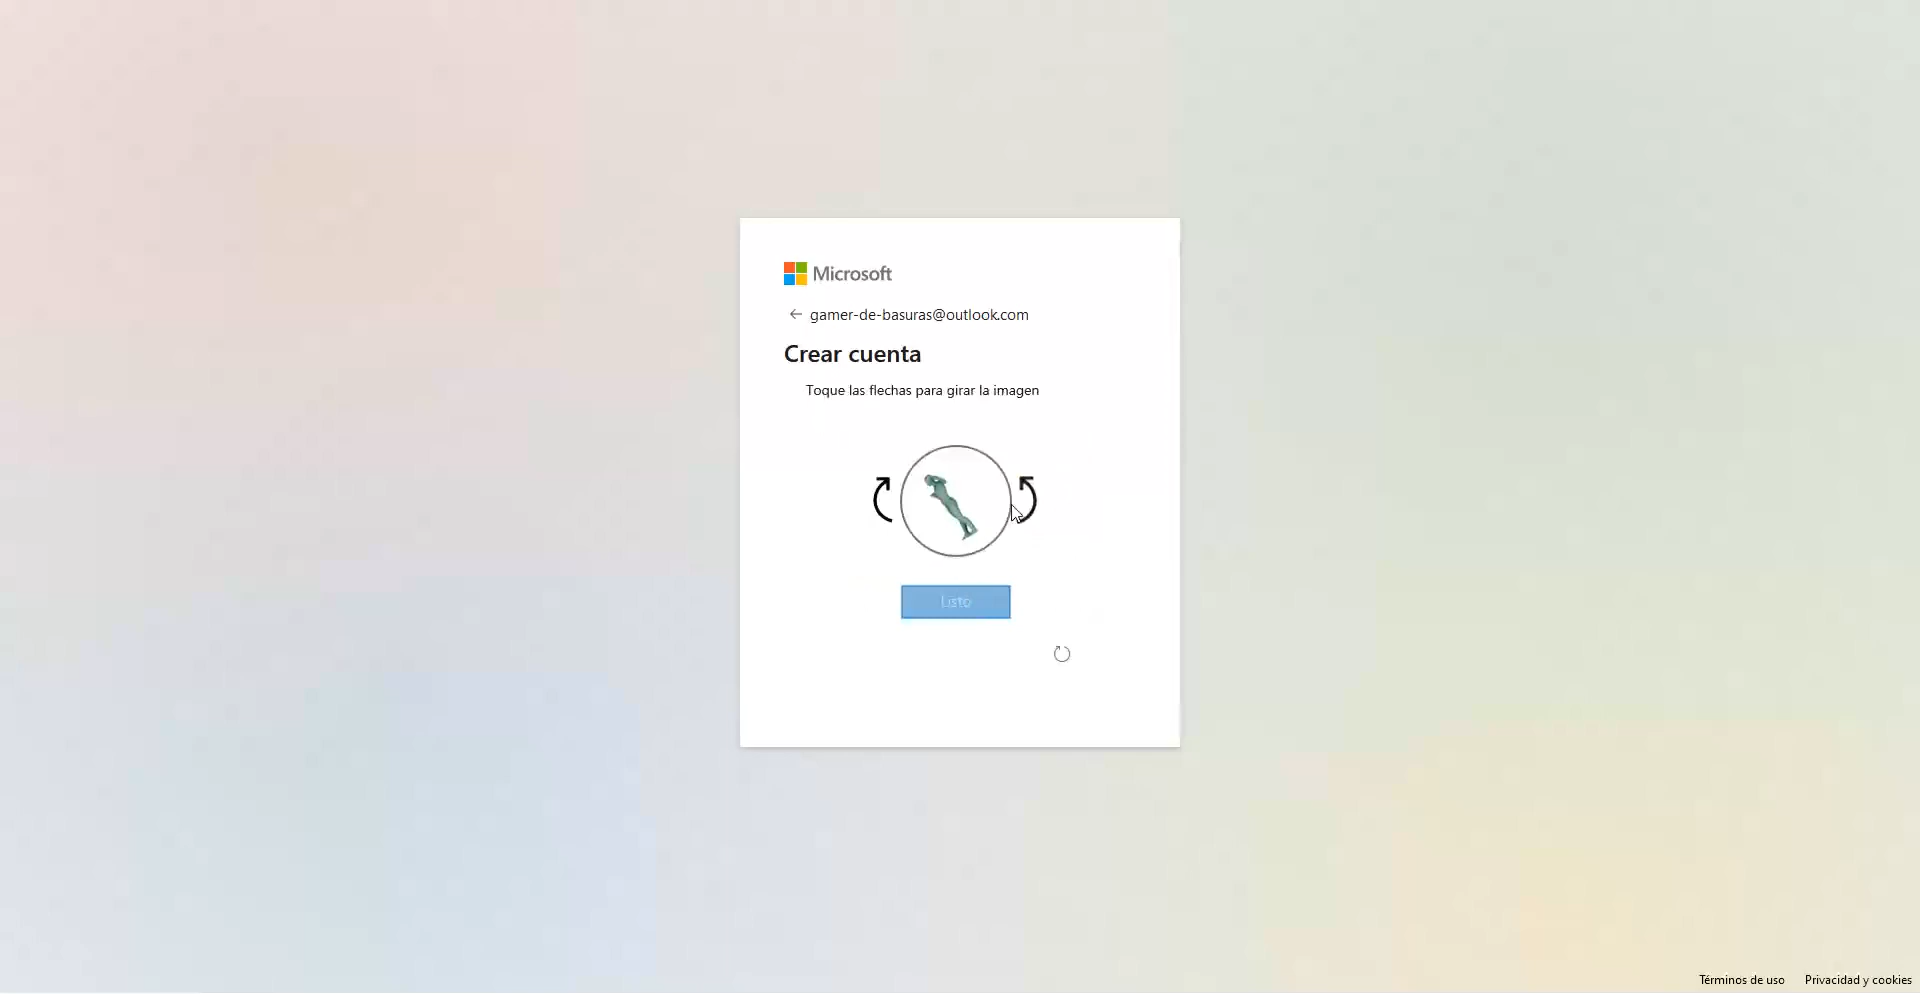 Microsoft
gamer-de-basuras@outlook.com
Crear cuenta
Toque las flechas para girar la imagen
Listo
Términos de uso
Privacidad y cookies